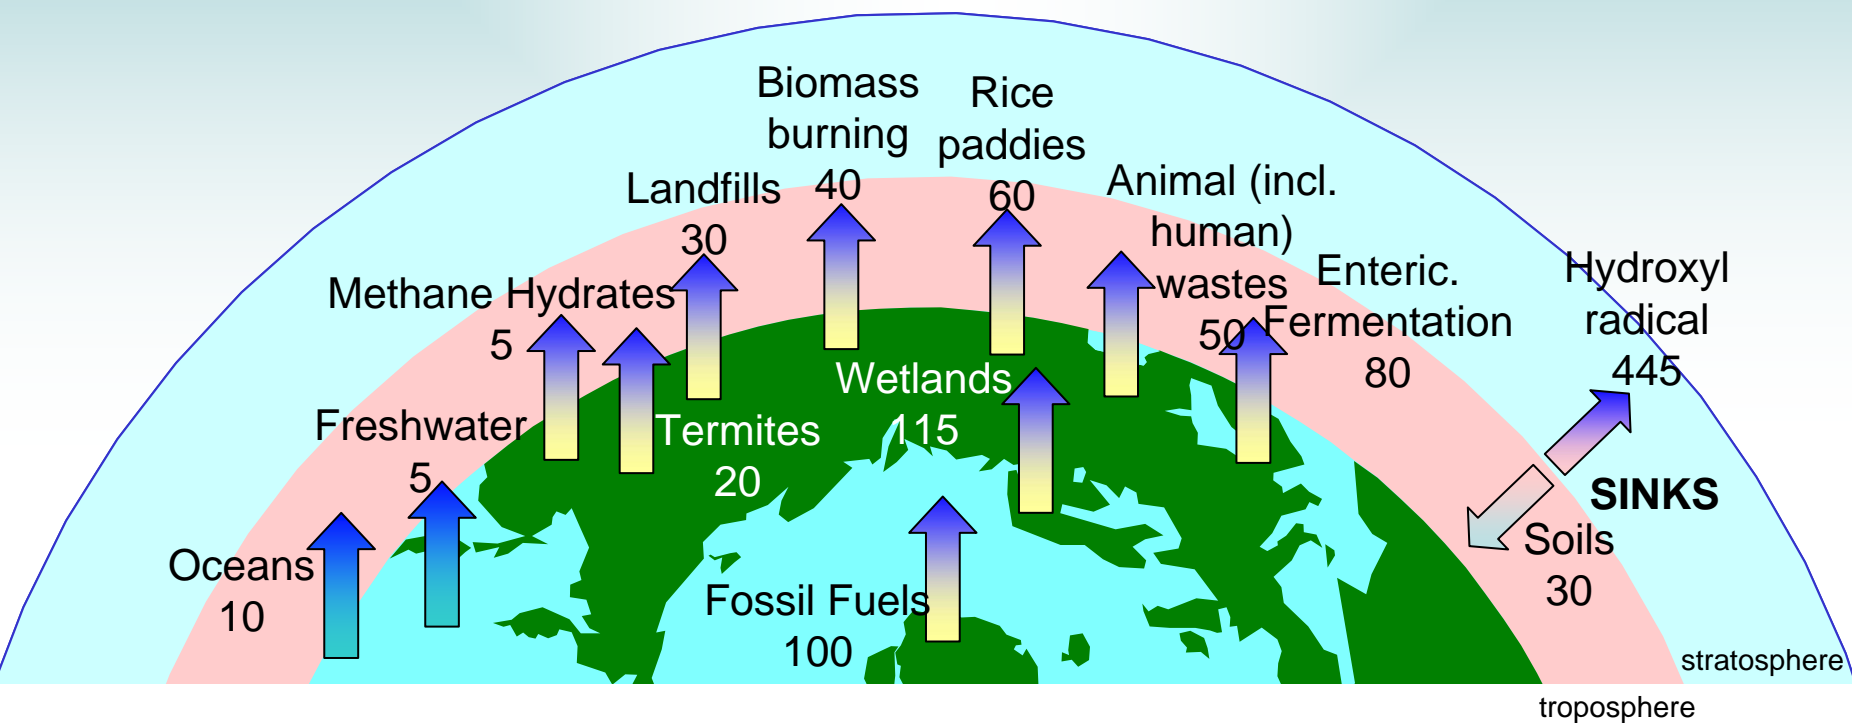 Biomass
burning
40
Rice
paddies
60
Landfills
30
Animal (incl.
human)
wastes
50
Methane Hydrates
5
Enteric.
Fermentation
80
Hydroxyl
radical
445
Freshwater
5
Termites
20
Wetlands
115
SINKS
Soils
30
Oceans
10
Fossil Fuels
100
stratosphere
troposphere